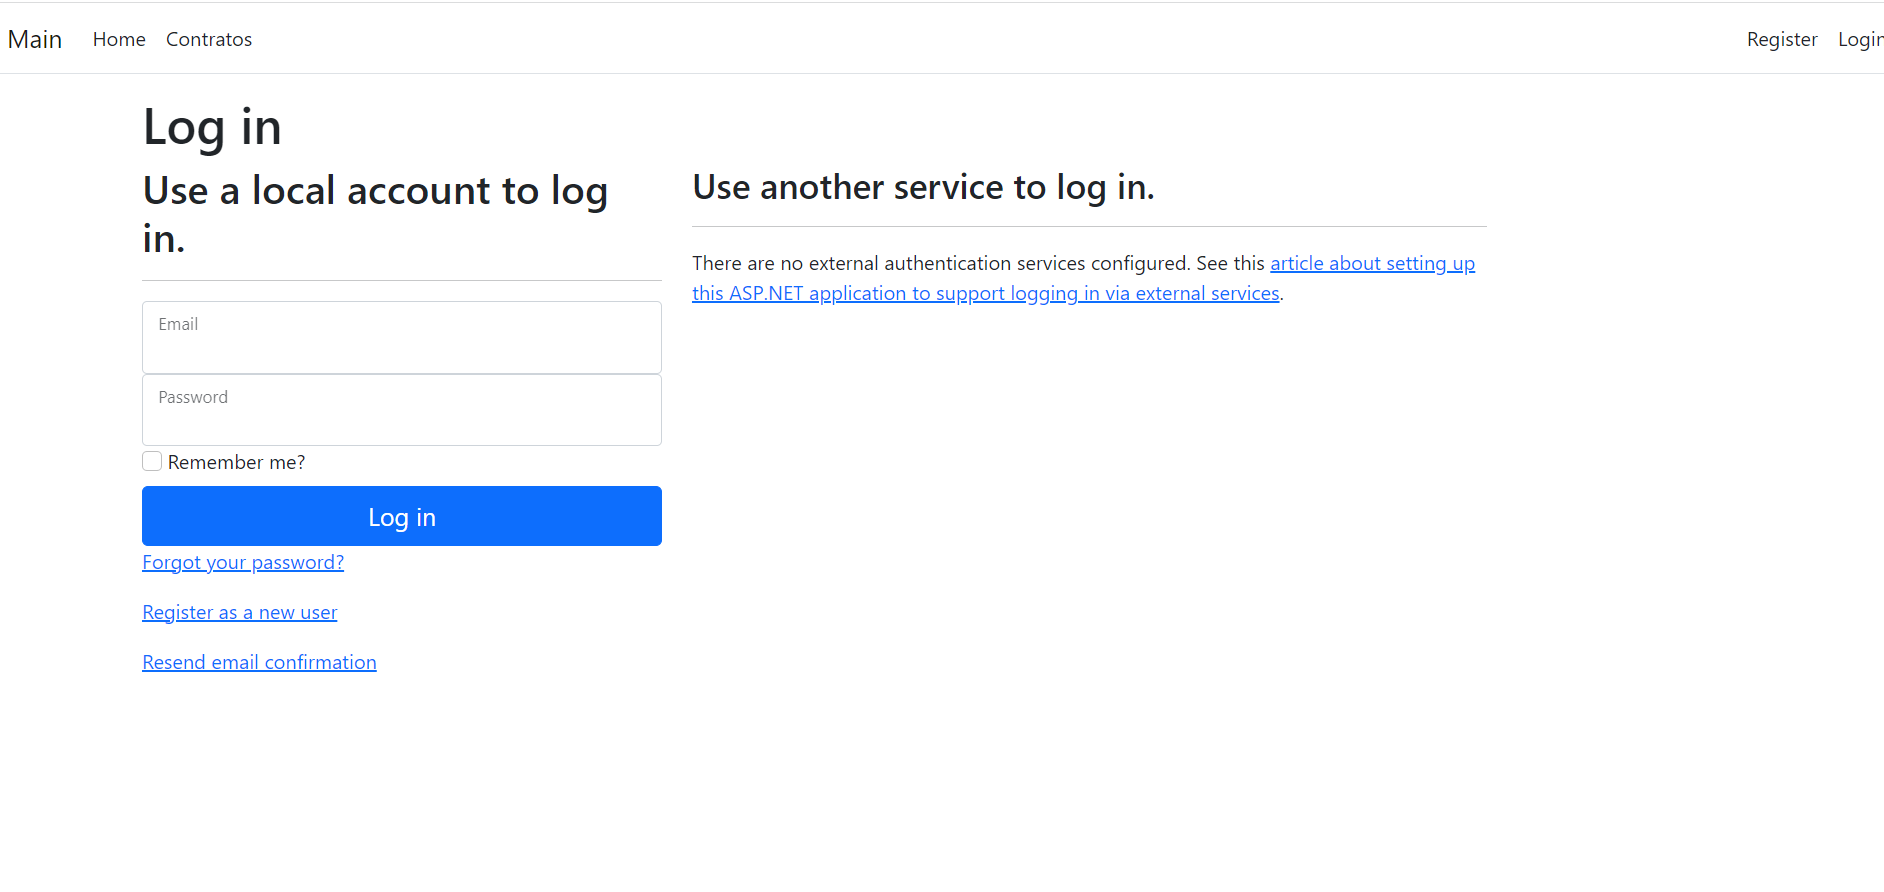 Main Home Contratos Register Login
Log in
Use a local account to log
in.
Email
Password
Remember me?
Log in
Forgot your password?
Register as a new user
Resend email confirmation
Use another service to log in.
There are no external authentication services configured. See this article about setting up
this ASP.NET application to support logging in via external services.